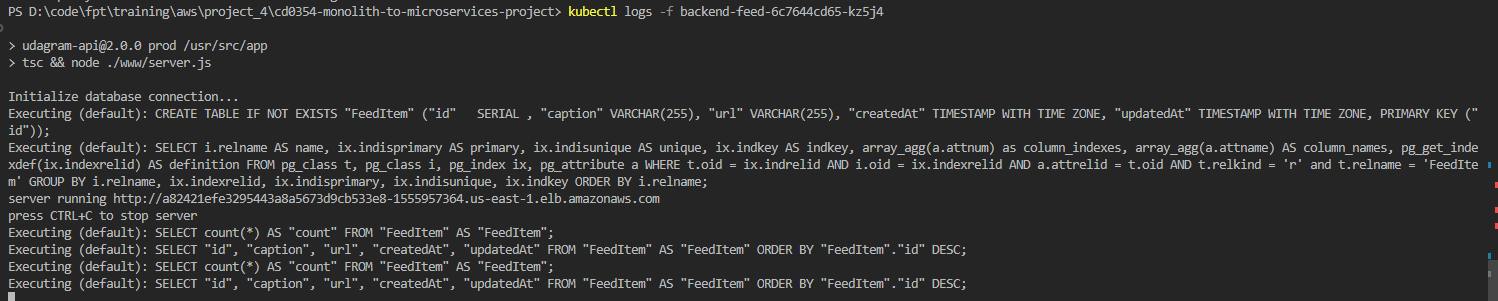 PS D:\code\fpt\training\aws\project_4\cd0354-monolith-to-microservices-project> kubectl logs -f backend-feed-6c7644cd65-kz5j4
> udagram-api@2.0.0 prod /usr/src/app
> tsc && node ./www/server.js
Initialize database connection...
Executing (default): CREATE TABLE IF NOT EXISTS "FeedItem" ("id"   SERIAL , "caption" VARCHAR(255), "url" VARCHAR(255), "createdAt" TIMESTAMP WITH TIME ZONE, "updatedAt" TIMESTAMP WITH TIME ZONE, PRIMARY KEY ("
id"));
Executing (default): SELECT i.relname AS name, ix.indisprimary AS primary, ix.indisunique AS unique, ix.indkey AS indkey, array_agg(a.attnum) as column_indexes, array_agg(a.attname) AS column_names, pg_get_inde
xdef(ix.indexrelid) AS definition FROM pg_class t, pg_class i, pg_index ix, pg_attribute a WHERE t.oid = ix.indrelid AND i.oid = ix.indexrelid AND a.attrelid = t.oid AND t.relkind = 'r' and t.relname = 'FeedIte
m' GROUP BY i.relname, ix.indexrelid, ix.indisprimary, ix.indisunique, ix.indkey ORDER BY i.relname;
server running http://a82421efe3295443a8a5673d9cb533e8-1555957364.us-east-1.elb.amazonaws.com
press CTRL+C to stop server
Executing (default): SELECT count(*) AS "count" FROM "FeedItem" AS "FeedItem";
Executing (default): SELECT "id", "caption", "url", "createdAt", "updatedAt" FROM "FeedItem" AS "FeedItem" ORDER BY "FeedItem"."id" DESC;
Executing (default): SELECT count(*) AS "count" FROM "FeedItem" AS "FeedItem";
Executing (default): SELECT "id", "caption", "url", "createdAt", "updatedAt" FROM "FeedItem" AS "FeedItem" ORDER BY "FeedItem"."id" DESC;